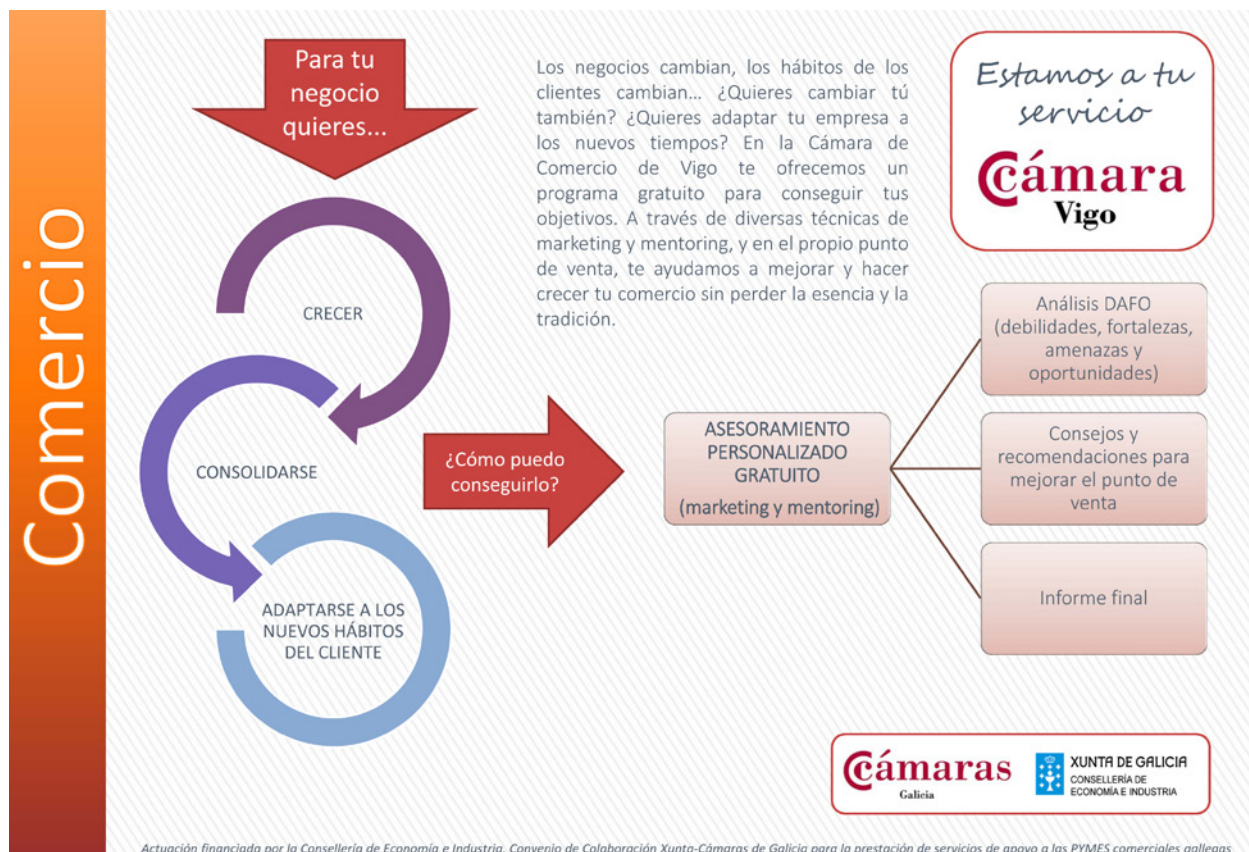 Comercio
Para tu
negocio
quieres...
Los negocios cambian, los hábitos de los
clientes cambian... ¿Quieres cambiar tú
también? ¿Quieres adaptar tu empresa a
los nuevos tiempos? En la Cámara de
Comercio de Vigo te ofrecemos un
programa gratuito para conseguir tus
objetivos. A través de diversas técnicas de
marketing y mentoring, y en el propio punto
de venta, te ayudamos a mejorar y hacer
crecer tu comercio sin perder la esencia y la
tradición.
Estamos a tu
servicio
Cámara
Vigo
CRECER
CONSOLIDARSE
ADAPTARSE A LOS
NUEVOS HÁBITOS
DEL CLIENTE
¿Cómo puedo
conseguirlo?
ASESORAMIENTO
PERSONALIZADO
GRATUITO
(marketing y mentoring)
Análisis DAFO
(debilidades, fortalezas,
amenazas y
oportunidades)
Consejos y
recomendaciones para
mejorar el punto de
venta
Informe final
Cámaras
Galicia
XUNTA DE GALICIA
CONSELLERÍA DE
ECONOMÍA E INDUSTRIA
Actuación financiada por la Consellería de Economía e Industria. Convenio de Colaboración Xunta-Cámaras de Galicia para la prestación de servicios de apoyo a las PYMES comerciales gallegas